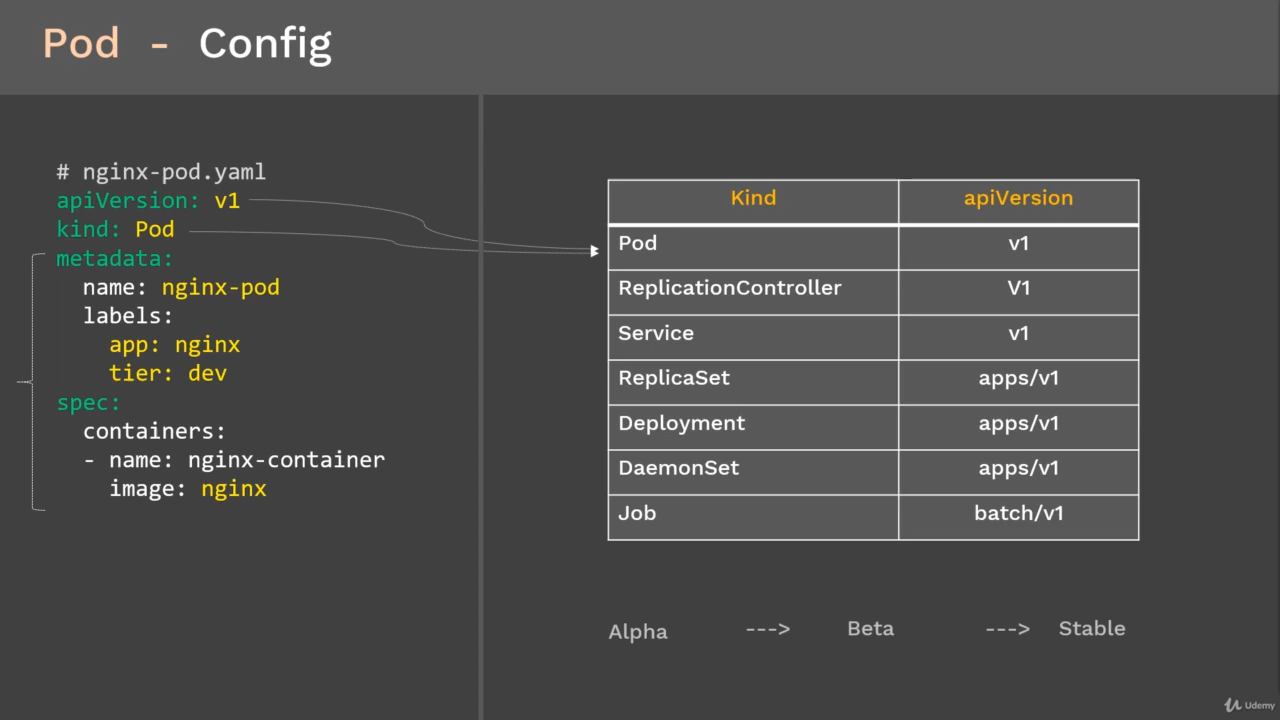 Pod - Config
# nginx-pod.yaml
apiVersion: v1
kind: Pod
metadata:
  name: nginx-pod
  labels:
    app: nginx
    tier: dev
spec:
  containers:
  - name: nginx-container
    image: nginx
Kind apiVersion
Pod v1
ReplicationController V1
Service v1
ReplicaSet apps/v1
Deployment apps/v1
DaemonSet apps/v1
Job batch/v1
Alpha ---> Beta ---> Stable
Udemy